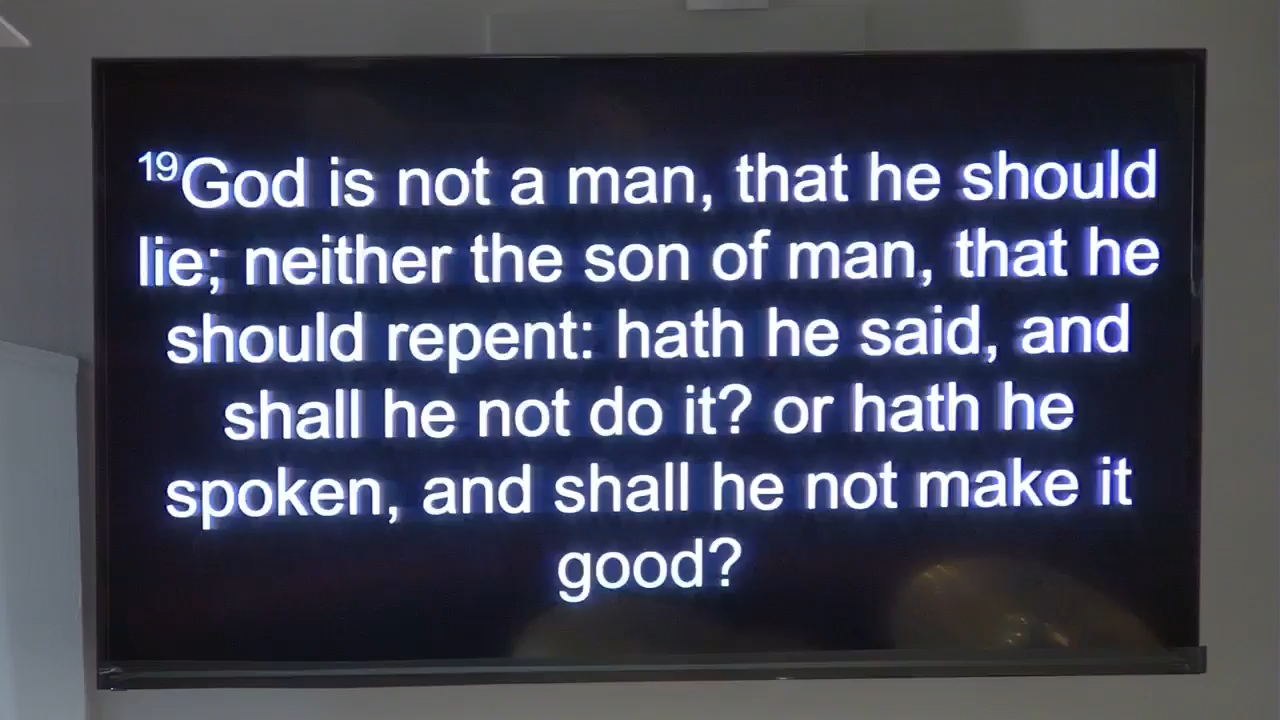 19God is not a man, that he should
lie; neither the son of man, that he
should repent: hath he said, and
shall he not do it? or hath he
spoken, and shall he not make it
good?